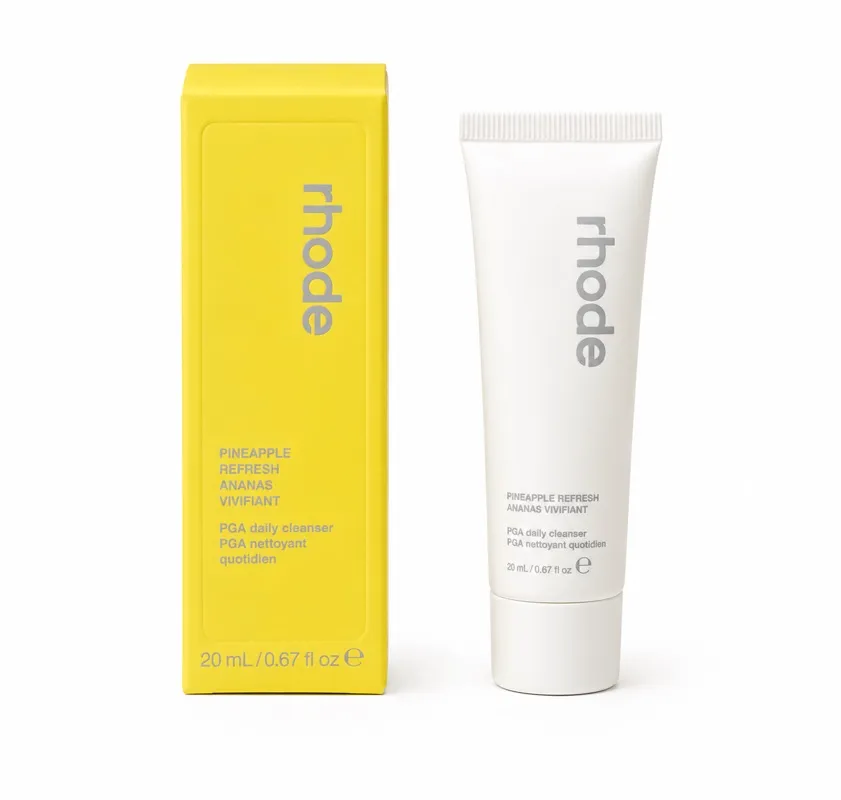 rhode
PINEAPPLE
REFRESH
ANANAS
VIVIFIANT
PGA daily cleanser
PGA nettoyant
quotidien
20 mL/0.67 fl oz ℮
rhode
PINEAPPLE REFRESH
ANANAS VIVIFIANT
PGA daily cleanser
PGA nettoyant quotidien
20 mL/0.67 fl oz ℮